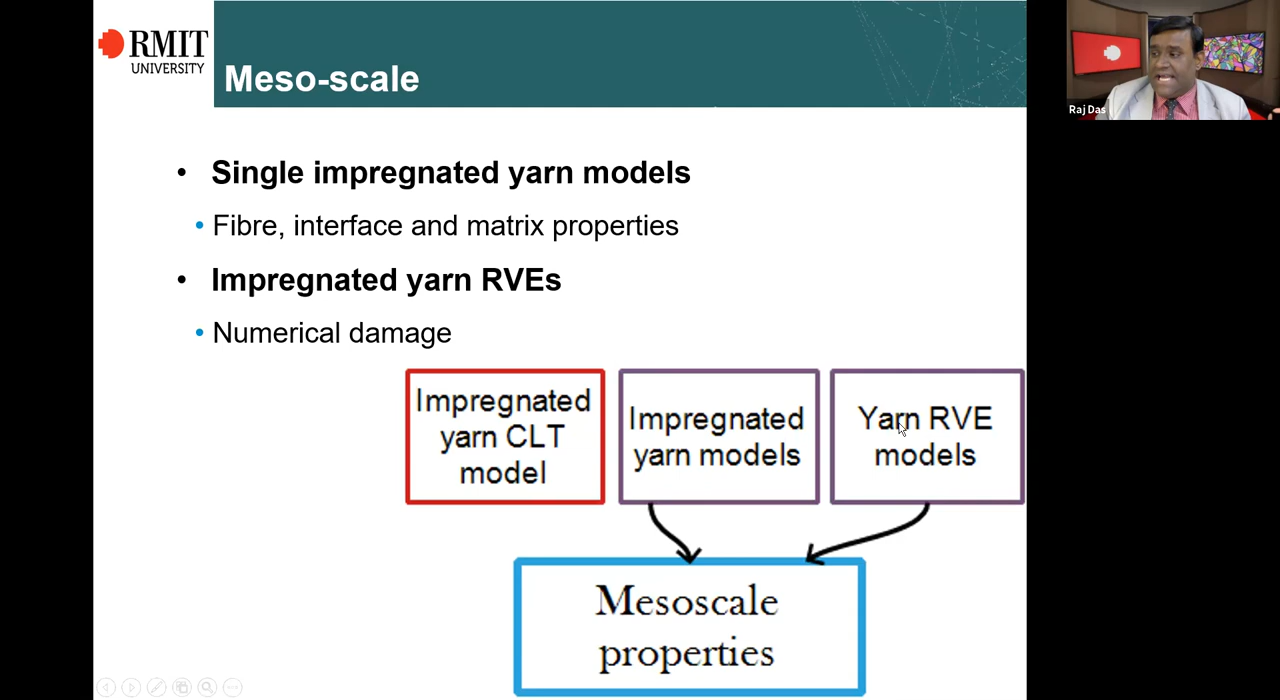 RMIT
UNIVERSITY
Meso-scale
• Single impregnated yarn models
• Fibre, interface and matrix properties
• Impregnated yarn RVEs
• Numerical damage
Impregnated
yarn CLT
model
Impregnated
yarn models
Yarn RVE
models
Mesoscale
properties
Raj Das